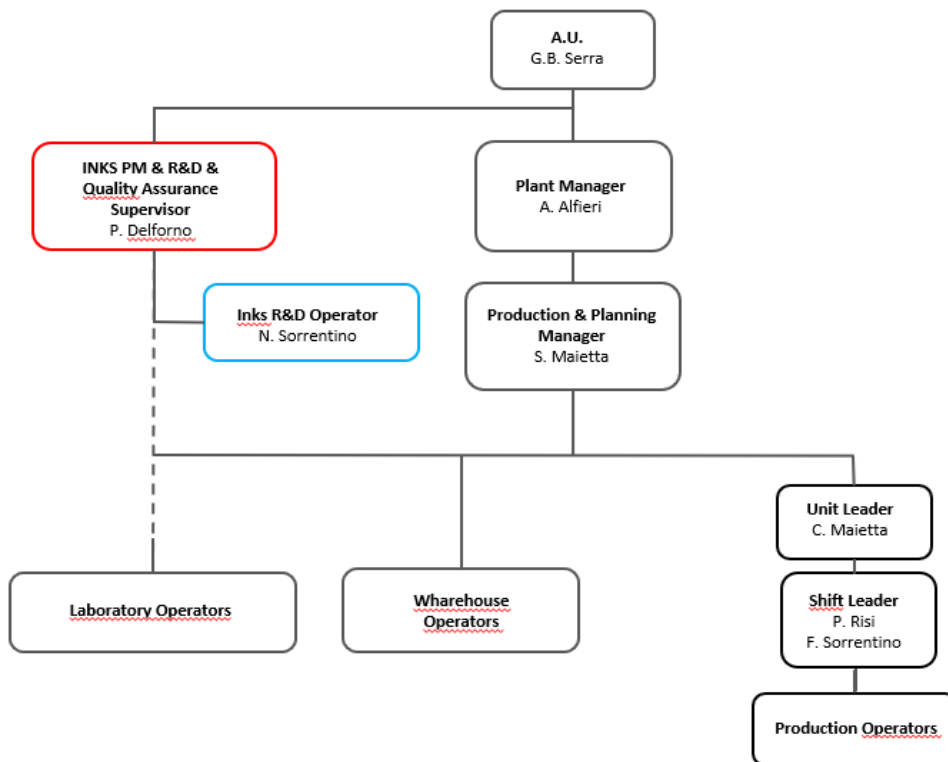 A.U.
G.B. Serra
INKS PM & R&D &
Quality Assurance
Supervisor
P. Delforno
Plant Manager
A. Alfieri
Inks R&D Operator
N. Sorrentino
Production & Planning
Manager
S. Maietta
Unit Leader
C. Maietta
Laboratory Operators
Wharehouse
Operators
Shift Leader
P. Risi
F. Sorrentino
Production Operators